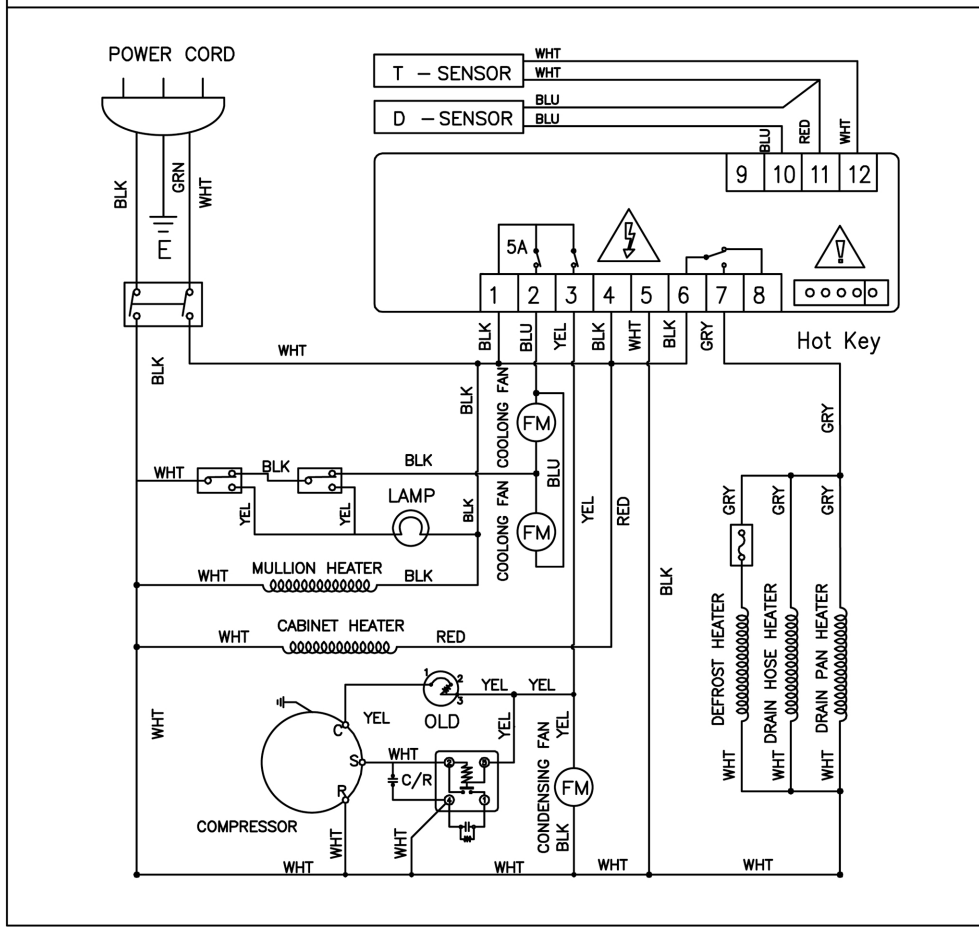 POWER CORD
T - SENSOR
WHT
WHT
D - SENSOR
BLU
BLU
BLU
RED
WHT
BLK
GRN
WHT
E
9 10 11 12
5A
1 2 3 4 5 6 7 8
BLK
BLU
YEL
BLK
WHT
BLK
GRY
Hot Key
BLK
WHT
BLK
COOLONG FAN
FM
GRY
WHT
BLK
BLK
BLU
YEL
YEL
LAMP
BLK
COOLONG FAN
FM
YEL
RED
GRY
GRY
GRY
WHT
MULLION HEATER
BLK
BLK
WHT
CABINET HEATER
RED
DEFROST HEATER
DRAIN HOSE HEATER
DRAIN PAN HEATER
1
2
3
YEL
YEL
OLD
WHT
YEL
C
YEL
YEL
S
WHT
2
5
C/R
R
4
1
COMPRESSOR
WHT
WHT
CONDENSING FAN
FM
BLK
WHT
WHT
WHT
WHT
WHT
WHT
WHT